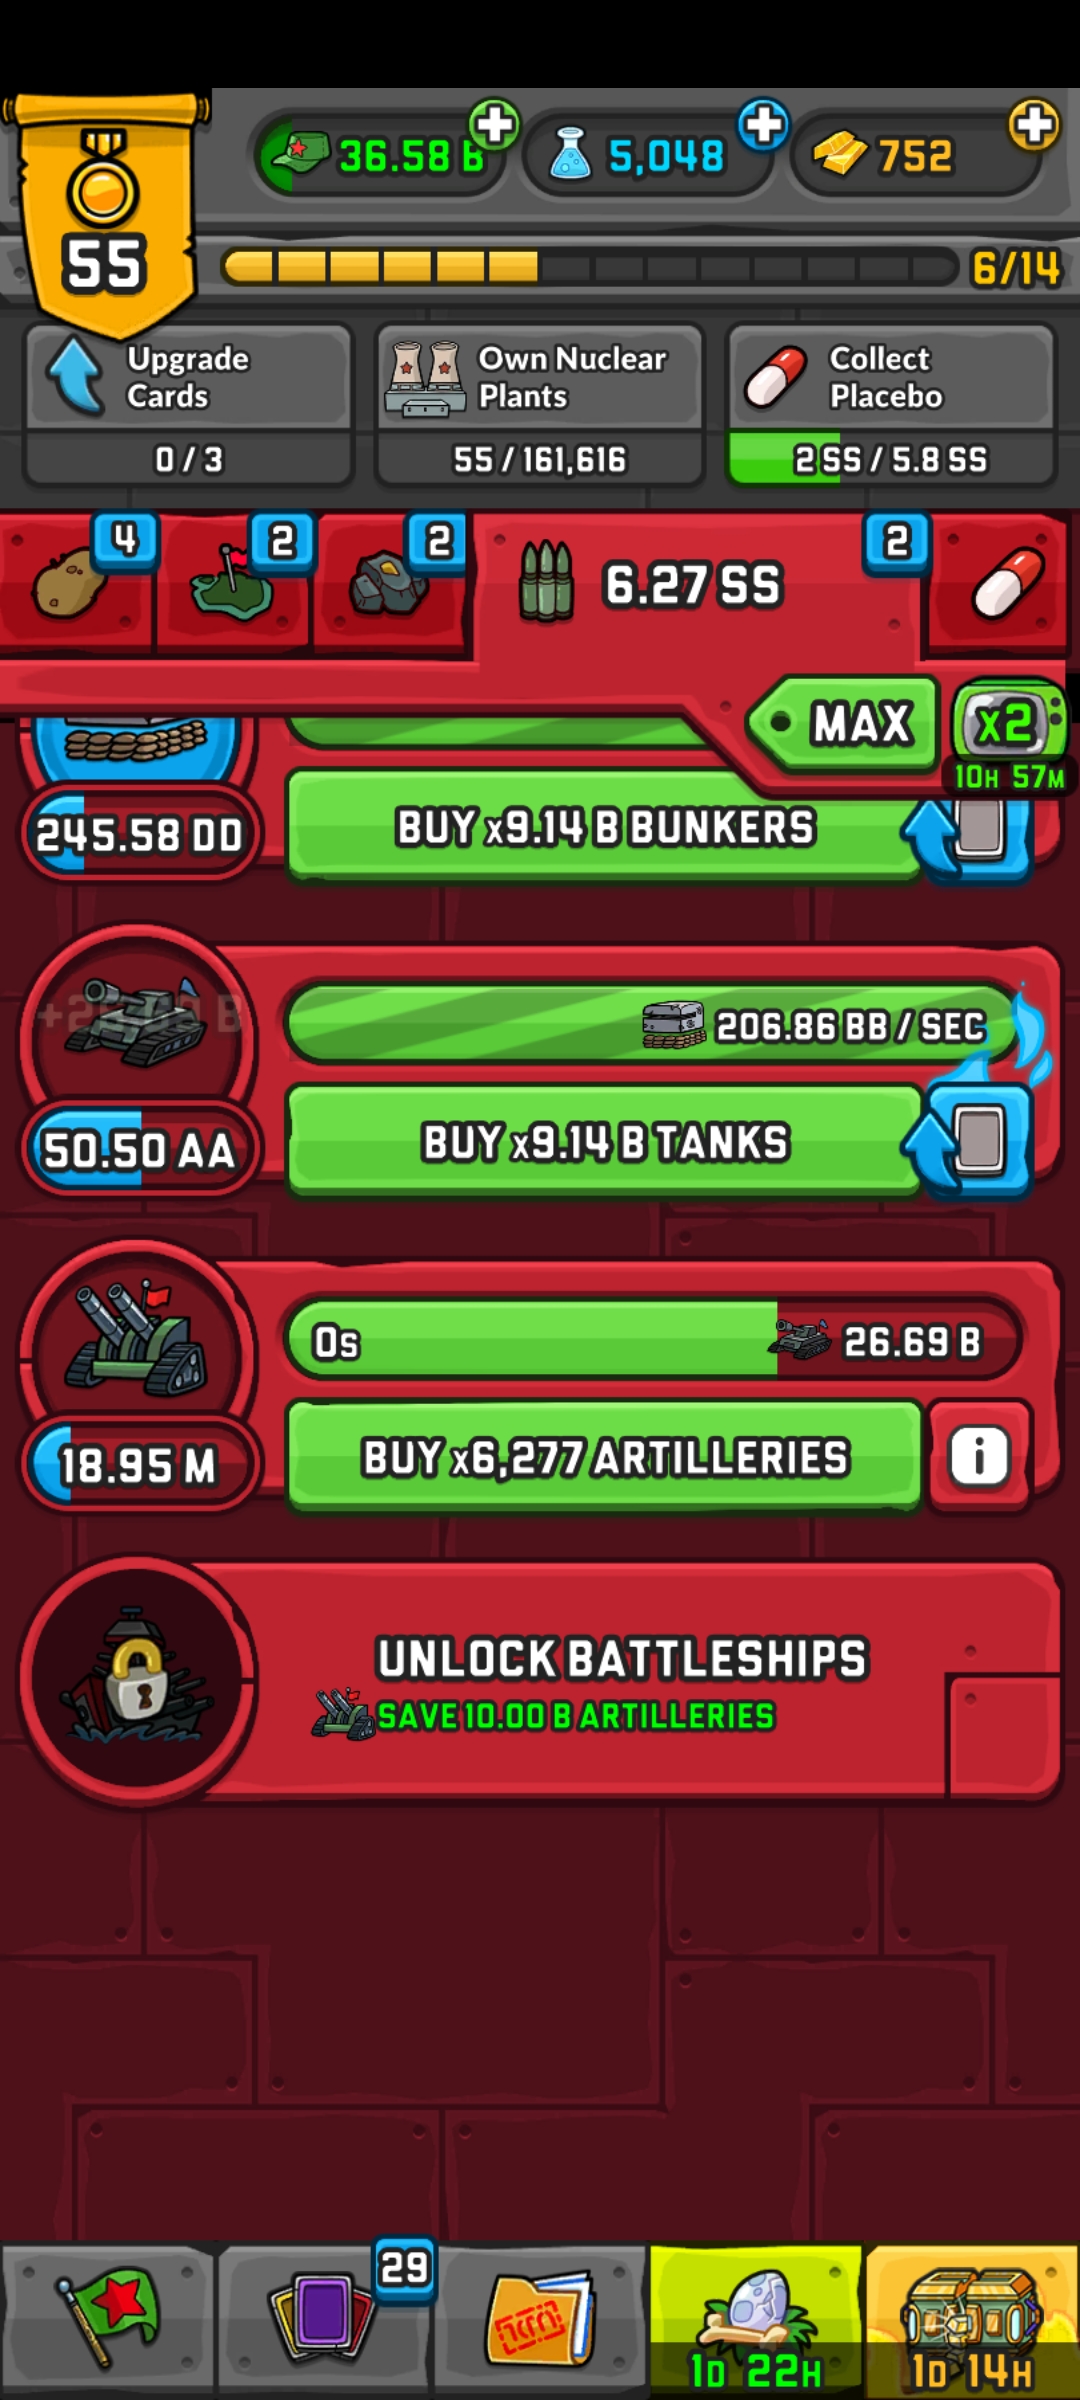 55
36.58 B
5,048
752
6/14
Upgrade
Cards
0 / 3
Own Nuclear
Plants
55 / 161,616
Collect
Placebo
2 SS / 5.8 SS
4
2
2
6.27 SS
2
MAX
x2
10H 57M
245.58 DD
BUY x9.14 B BUNKERS
206.86 BB / SEC
50.50 AA
BUY x9.14 B TANKS
0s
26.69 B
18.95 M
BUY x6,277 ARTILLERIES
i
UNLOCK BATTLESHIPS
SAVE 10.00 B ARTILLERIES
29
1D 22H
1D 14H